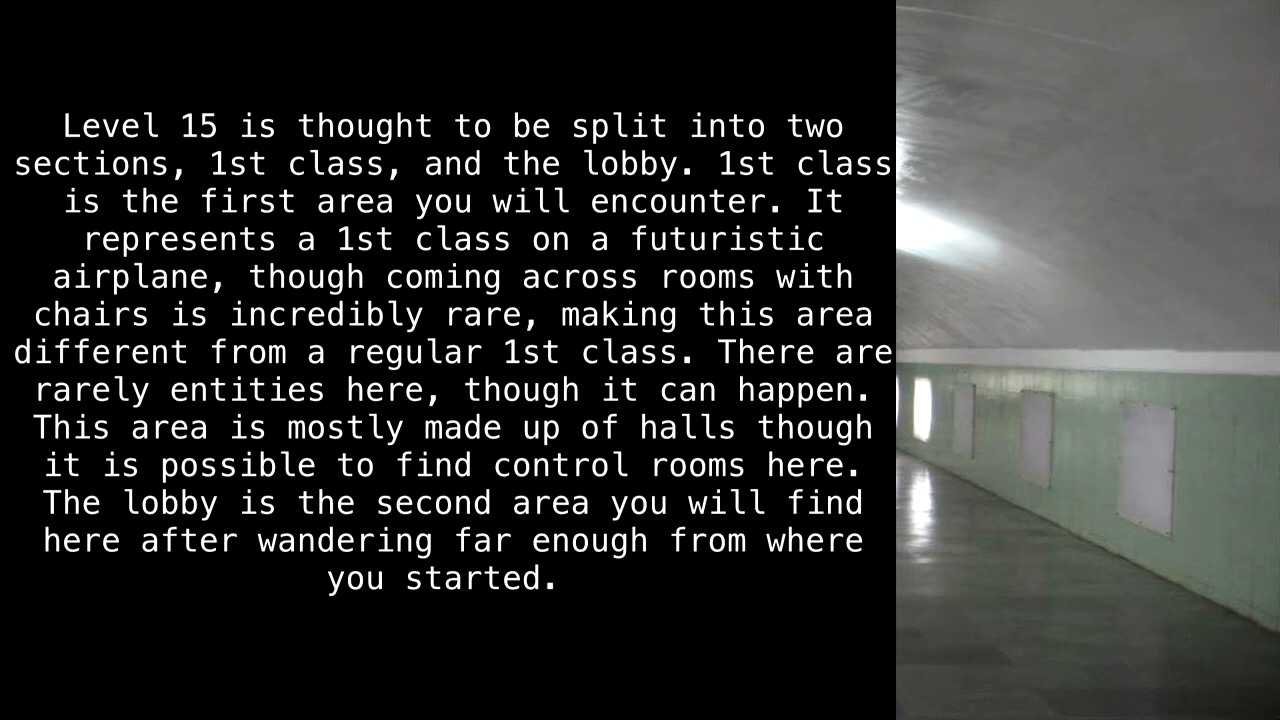 Level 15 is thought to be split into two
sections, 1st class, and the lobby. 1st class
is the first area you will encounter. It
represents a 1st class on a futuristic
airplane, though coming across rooms with
chairs is incredibly rare, making this area
different from a regular 1st class. There are
rarely entities here, though it can happen.
This area is mostly made up of halls though
it is possible to find control rooms here.
The lobby is the second area you will find
here after wandering far enough from where
you started.